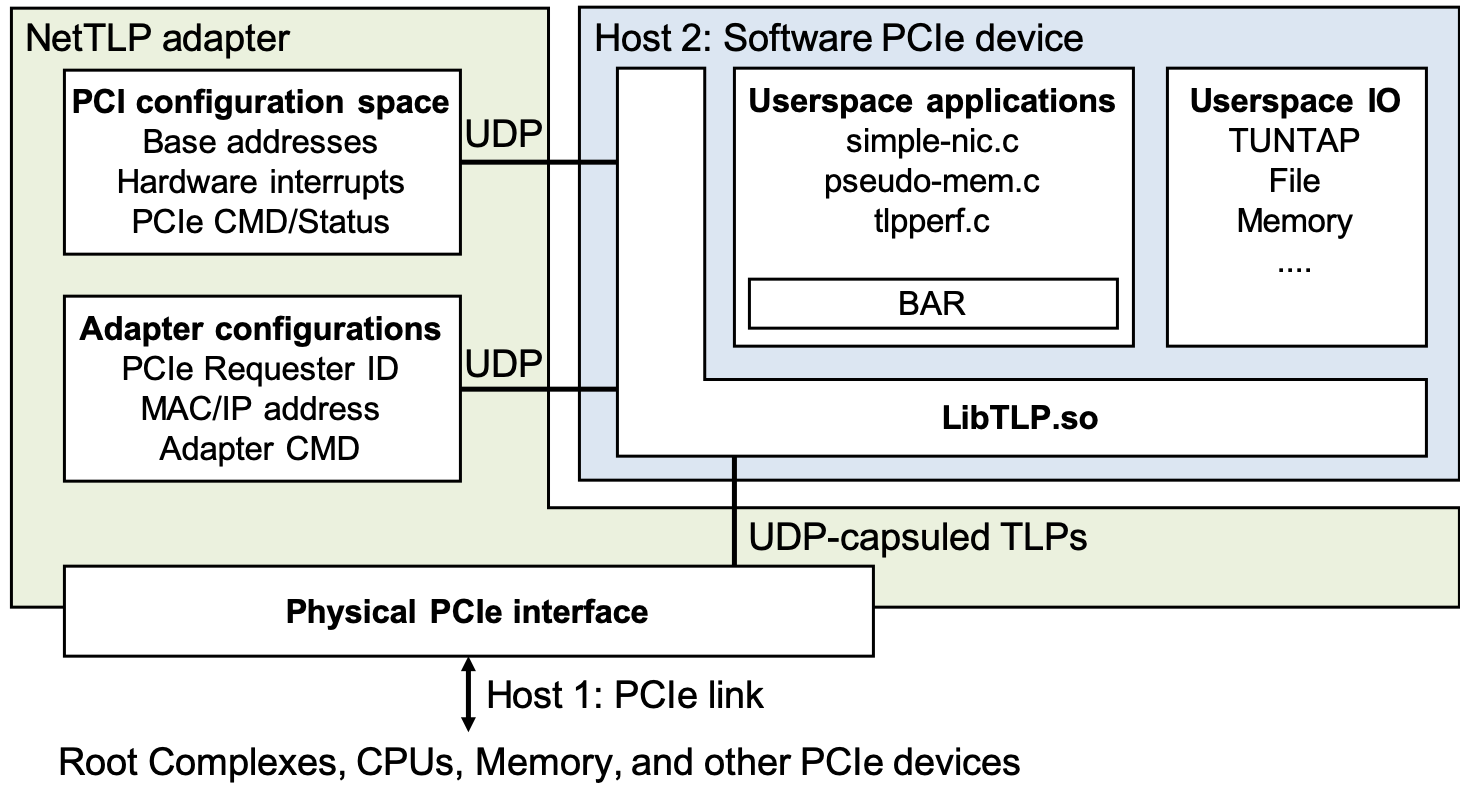 NetTLP adapter
PCI configuration space
Base addresses
Hardware interrupts
PCIe CMD/Status
UDP
Adapter configurations
PCIe Requester ID
MAC/IP address
Adapter CMD
UDP
Host 2: Software PCIe device
Userspace applications
simple-nic.c
pseudo-mem.c
tlpperf.c
BAR
Userspace IO
TUNTAP
File
Memory
....
LibTLP.so
UDP-capsuled TLPs
Physical PCIe interface
Host 1: PCIe link
Root Complexes, CPUs, Memory, and other PCIe devices